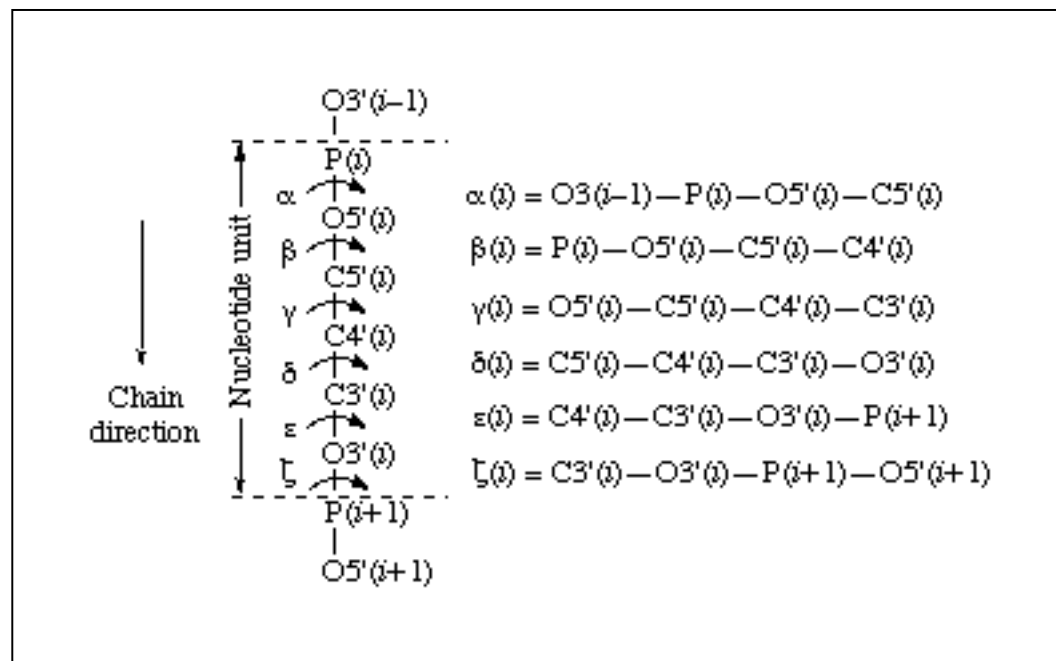 O3'(i–1)
P(i)
α
O5'(i)
β
C5'(i)
γ
C4'(i)
δ
C3'(i)
ε
O3'(i)
ζ
P(i+1)
O5'(i+1)
Nucleotide unit
Chain
direction
α(i) = O3(i–1)—P(i)—O5'(i)—C5'(i)
β(i) = P(i)—O5'(i)—C5'(i)—C4'(i)
γ(i) = O5'(i)—C5'(i)—C4'(i)—C3'(i)
δ(i) = C5'(i)—C4'(i)—C3'(i)—O3'(i)
ε(i) = C4'(i)—C3'(i)—O3'(i)—P(i+1)
ζ(i) = C3'(i)—O3'(i)—P(i+1)—O5'(i+1)